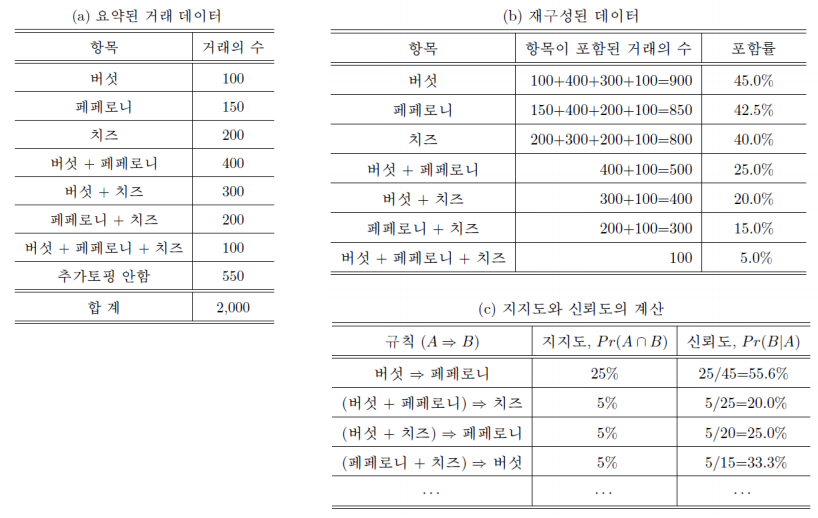 (a) 요약된 거래 데이터
항목 거래의 수
버섯 100
페페로니 150
치즈 200
버섯 + 페페로니 400
버섯 + 치즈 300
페페로니 + 치즈 200
버섯 + 페페로니 + 치즈 100
추가토핑 안함 550
합 계 2,000
(b) 재구성된 데이터
항목 항목이 포함된 거래의 수 포함률
버섯 100+400+300+100=900 45.0%
페페로니 150+400+200+100=850 42.5%
치즈 200+300+200+100=800 40.0%
버섯 + 페페로니 400+100=500 25.0%
버섯 + 치즈 300+100=400 20.0%
페페로니 + 치즈 200+100=300 15.0%
버섯 + 페페로니 + 치즈 100 5.0%
(c) 지지도와 신뢰도의 계산
규칙 (A ⇒ B) 지지도, Pr(A ∩ B) 신뢰도, Pr(B|A)
버섯 ⇒ 페페로니 25% 25/45=55.6%
(버섯 + 페페로니) ⇒ 치즈 5% 5/25=20.0%
(버섯 + 치즈) ⇒ 페페로니 5% 5/20=25.0%
(페페로니 + 치즈) ⇒ 버섯 5% 5/15=33.3%
... ... ...